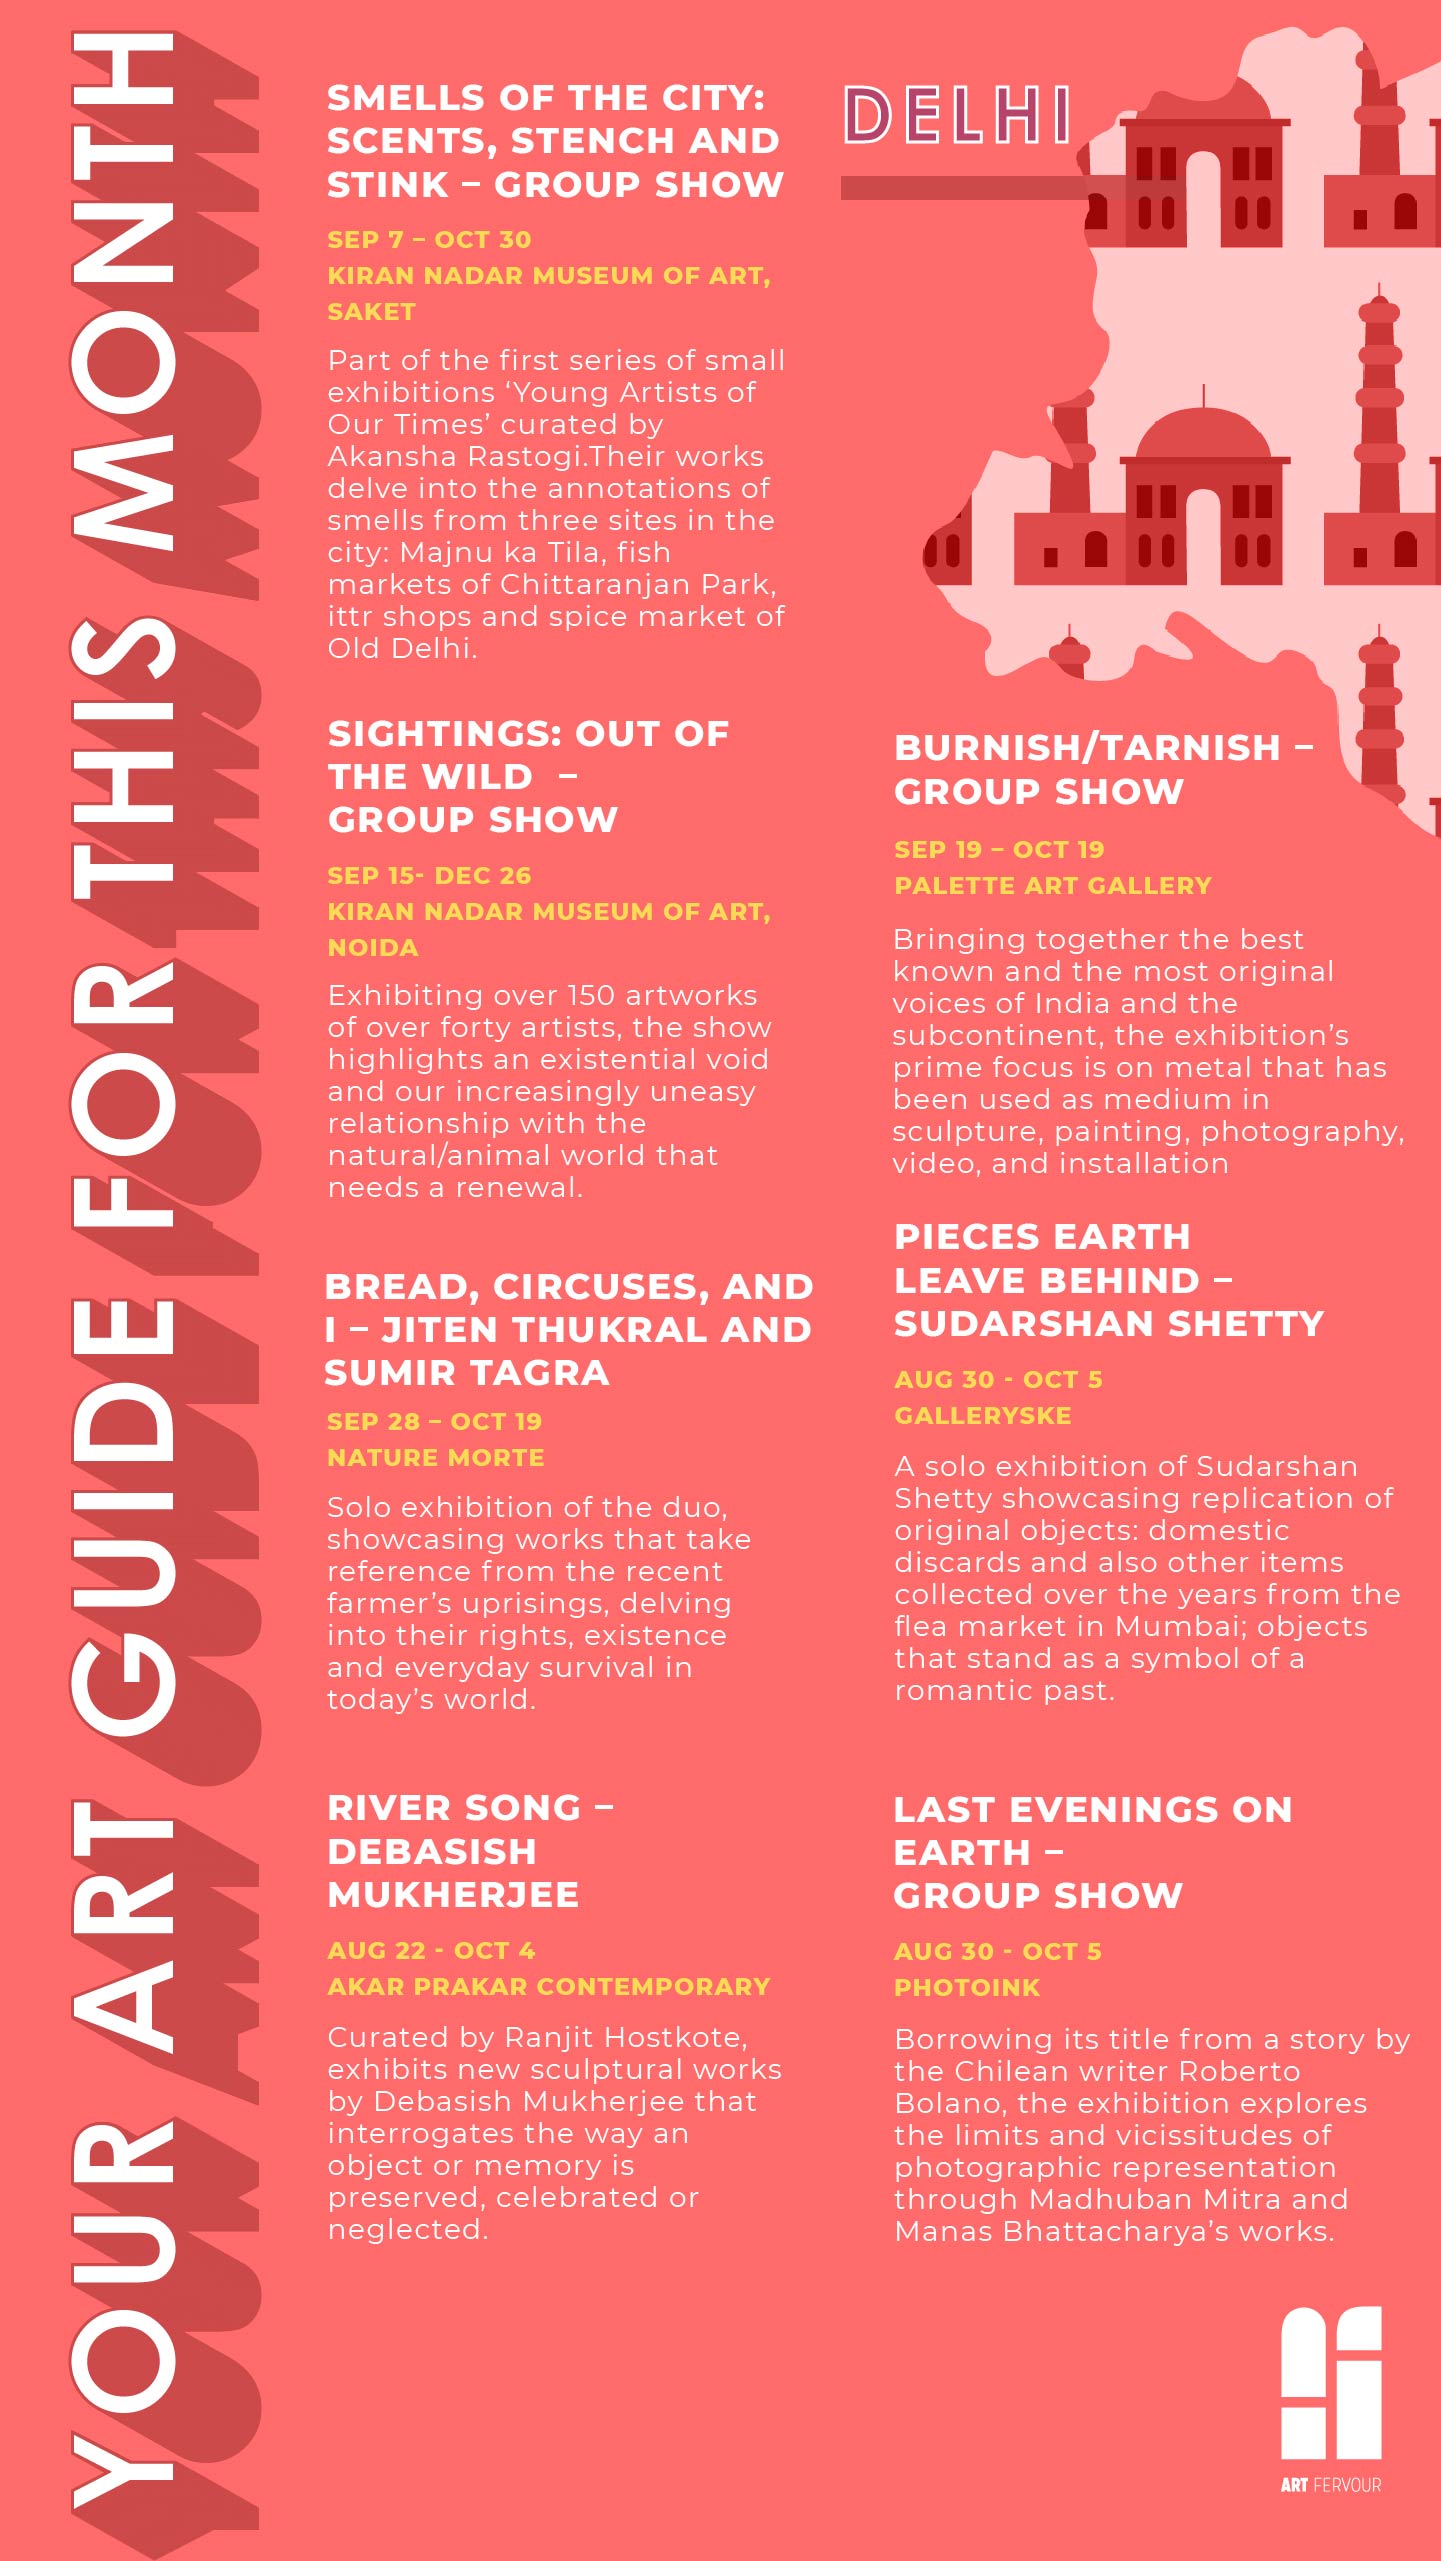 YOUR ART GUIDE FOR THIS MONTH
DELHI
SMELLS OF THE CITY:
SCENTS, STENCH AND
STINK – GROUP SHOW
SEP 7 – OCT 30
KIRAN NADAR MUSEUM OF ART,
SAKET
Part of the first series of small
exhibitions ‘Young Artists of
Our Times’ curated by
Akansha Rastogi.Their works
delve into the annotations of
smells from three sites in the
city: Majnu ka Tila, fish
markets of Chittaranjan Park,
ittr shops and spice market of
Old Delhi.
SIGHTINGS: OUT OF
THE WILD –
GROUP SHOW
SEP 15- DEC 26
KIRAN NADAR MUSEUM OF ART,
NOIDA
Exhibiting over 150 artworks
of over forty artists, the show
highlights an existential void
and our increasingly uneasy
relationship with the
natural/animal world that
needs a renewal.
BREAD, CIRCUSES, AND
I – JITEN THUKRAL AND
SUMIR TAGRA
SEP 28 – OCT 19
NATURE MORTE
Solo exhibition of the duo,
showcasing works that take
reference from the recent
farmer’s uprisings, delving
into their rights, existence
and everyday survival in
today’s world.
RIVER SONG –
DEBASISH
MUKHERJEE
AUG 22 - OCT 4
AKAR PRAKAR CONTEMPORARY
Curated by Ranjit Hostkote,
exhibits new sculptural works
by Debasish Mukherjee that
interrogates the way an
object or memory is
preserved, celebrated or
neglected.
BURNISH/TARNISH –
GROUP SHOW
SEP 19 – OCT 19
PALETTE ART GALLERY
Bringing together the best
known and the most original
voices of India and the
subcontinent, the exhibition’s
prime focus is on metal that has
been used as medium in
sculpture, painting, photography,
video, and installation
PIECES EARTH
LEAVE BEHIND –
SUDARSHAN SHETTY
AUG 30 - OCT 5
GALLERYSKE
A solo exhibition of Sudarshan
Shetty showcasing replication of
original objects: domestic
discards and also other items
collected over the years from the
flea market in Mumbai; objects
that stand as a symbol of a
romantic past.
LAST EVENINGS ON
EARTH –
GROUP SHOW
AUG 30 - OCT 5
PHOTOINK
Borrowing its title from a story by
the Chilean writer Roberto
Bolano, the exhibition explores
the limits and vicissitudes of
photographic representation
through Madhuban Mitra and
Manas Bhattacharya’s works.
ART FERVOUR